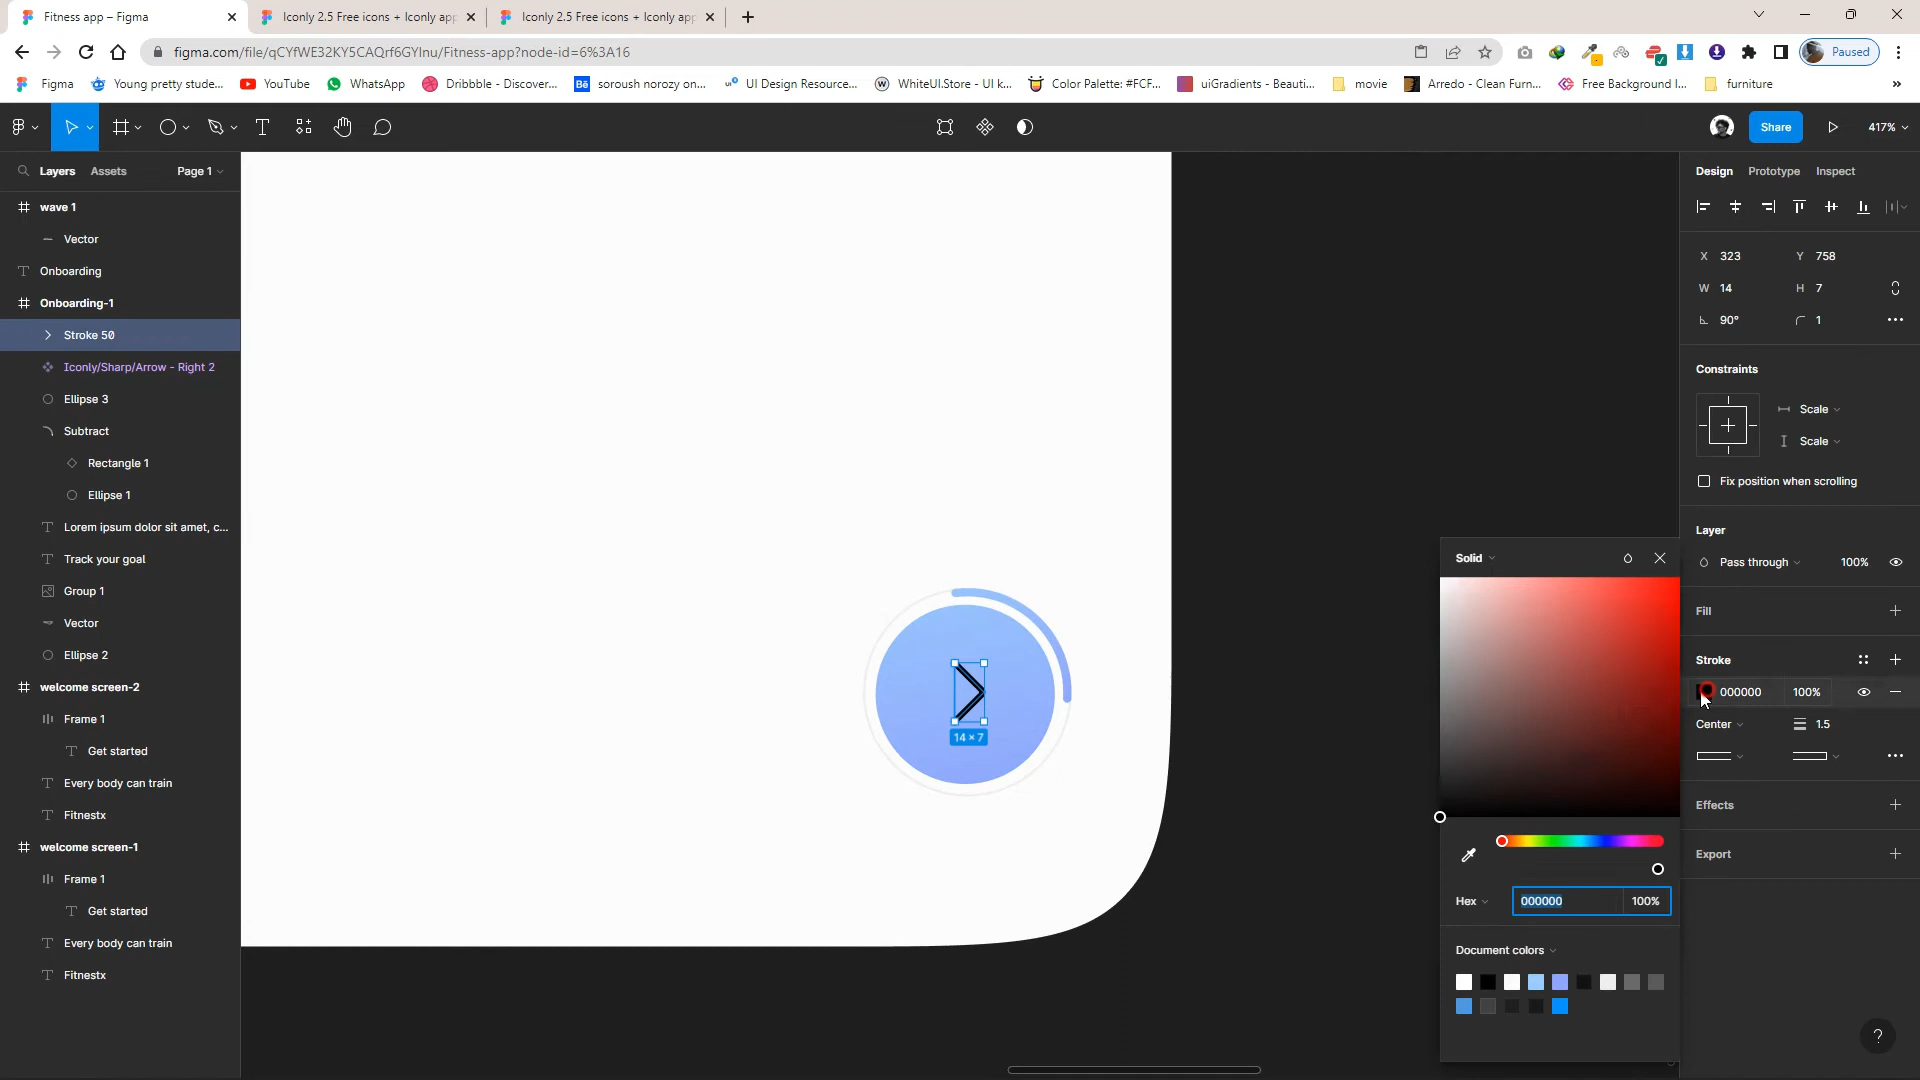 Fitness app – Figma
Iconly 2.5 Free icons + Iconly app
Iconly 2.5 Free icons + Iconly app
figma.com/file/qCYfWE32KY5CAQrf6GYlnu/Fitness-app?node-id=6%3A16
Paused
Figma
Young pretty stude...
YouTube
WhatsApp
Dribbble - Discover...
Bē
soroush norozy on...
UI Design Resource...
WhiteUI.Store - UI k...
Color Palette: #FCF...
uiGradients - Beauti...
movie
Arredo - Clean Furn...
Free Background I...
furniture
Share
417%
Layers
Assets
Page 1
wave 1
Vector
Onboarding
Onboarding-1
Stroke 50
Iconly/Sharp/Arrow - Right 2
Ellipse 3
Subtract
Rectangle 1
Ellipse 1
Lorem ipsum dolor sit amet, c...
Track your goal
Group 1
Vector
Ellipse 2
welcome screen-2
Frame 1
Get started
Every body can train
Fitnestx
welcome screen-1
Frame 1
Get started
Every body can train
Fitnestx
14 × 7
Design
Prototype
Inspect
X 323
Y 758
W 14
H 7
90°
1
Constraints
Scale
Scale
Fix position when scrolling
Layer
Pass through
100%
Fill
Stroke
000000
100%
Center
1.5
Effects
Export
Solid
Hex
000000
100%
Document colors
?